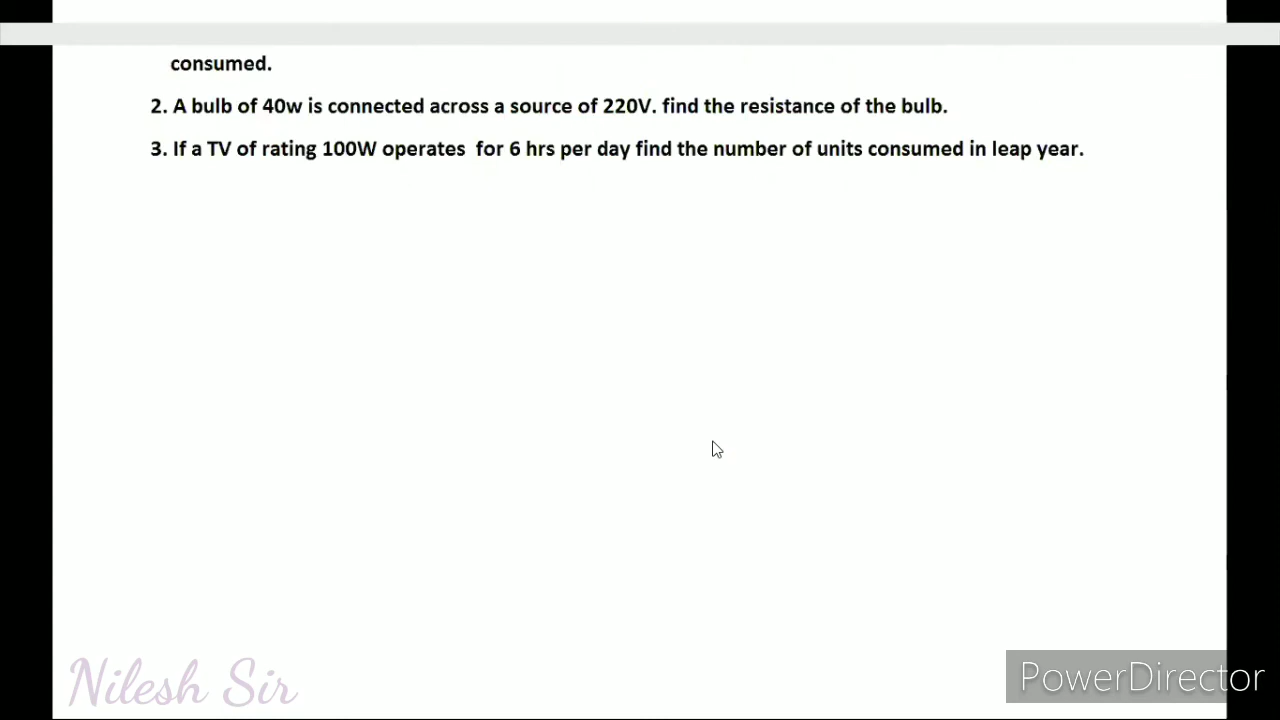 consumed.
2. A bulb of 40w is connected across a source of 220V. find the resistance of the bulb.
3. If a TV of rating 100W operates  for 6 hrs per day find the number of units consumed in leap year.
Nilesh Sir
PowerDirector